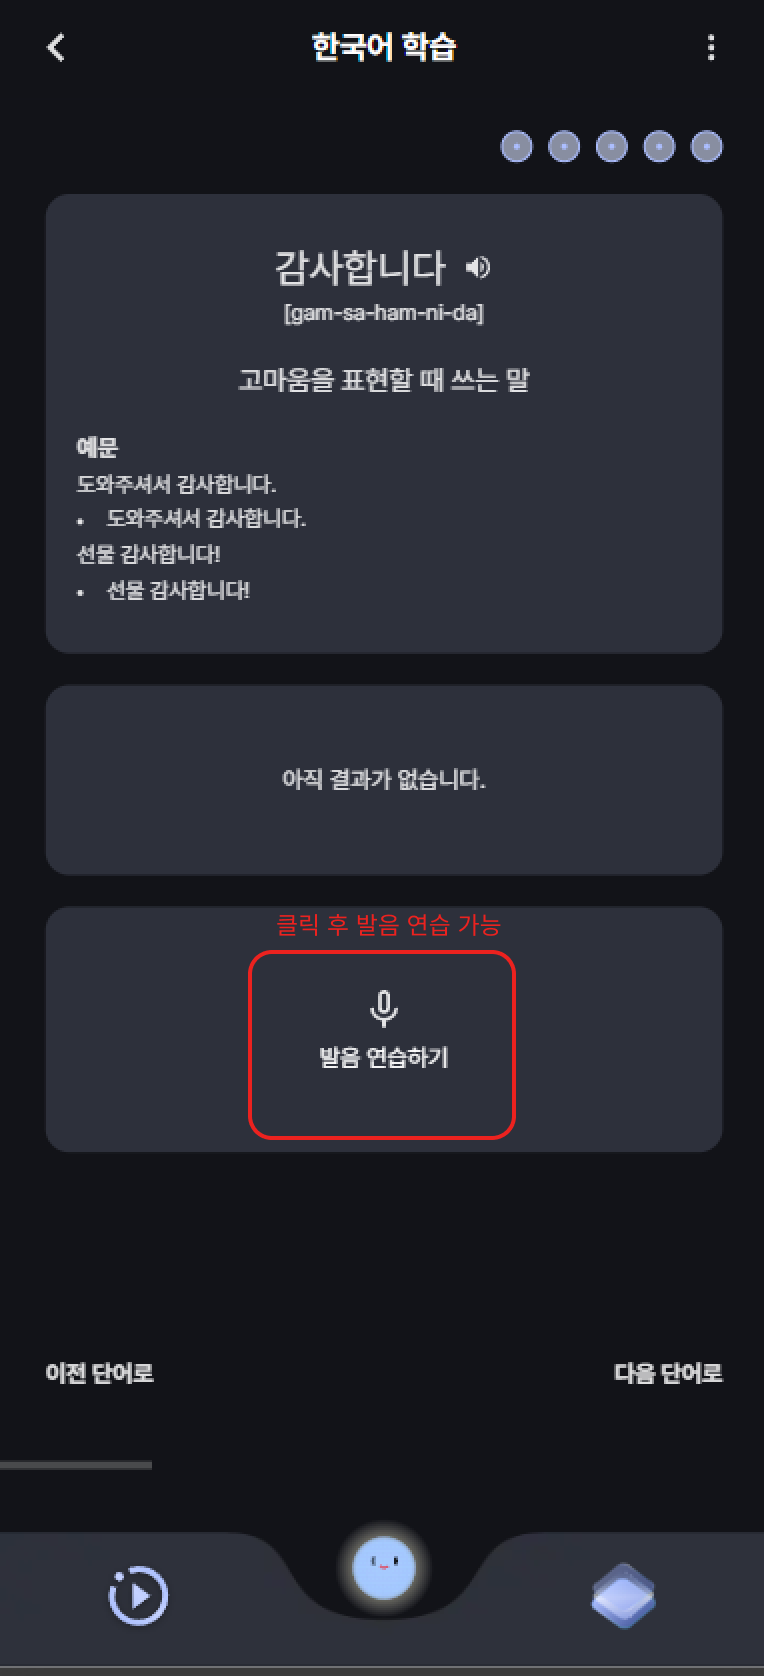 한국어 학습
감사합니다
[gam-sa-ham-ni-da]
고마움을 표현할 때 쓰는 말
예문
도와주셔서 감사합니다.
• 도와주셔서 감사합니다.
선물 감사합니다!
• 선물 감사합니다!
아직 결과가 없습니다.
클릭 후 발음 연습 가능
발음 연습하기
이전 단어로
다음 단어로